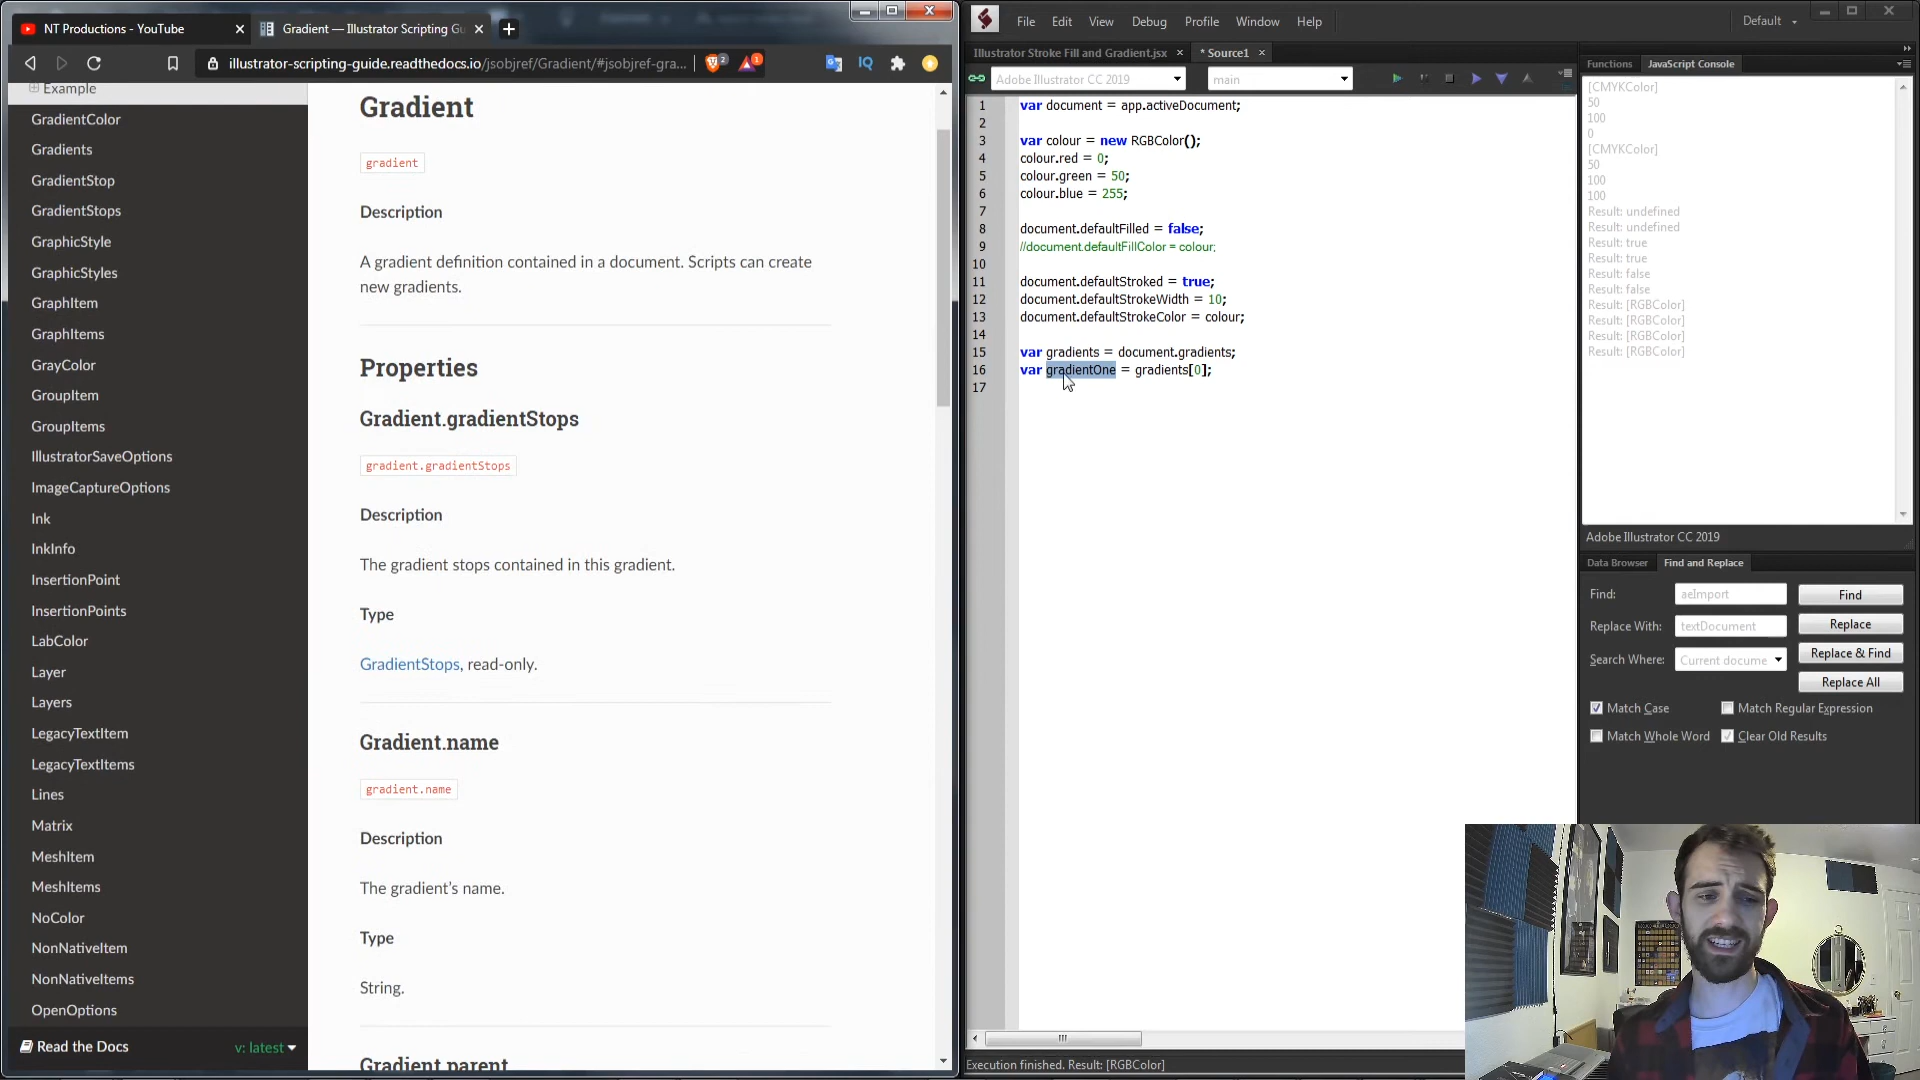 NT Productions - YouTube
Gradient — Illustrator Scripting Gu
illustrator-scripting-guide.readthedocs.io/jsobjref/Gradient/#jsobjref-gra...
2
1
IQ
Example
GradientColor
Gradients
GradientStop
GradientStops
GraphicStyle
GraphicStyles
GraphItem
GraphItems
GrayColor
GroupItem
GroupItems
IllustratorSaveOptions
ImageCaptureOptions
Ink
InkInfo
InsertionPoint
InsertionPoints
LabColor
Layer
Layers
LegacyTextItem
LegacyTextItems
Lines
Matrix
MeshItem
MeshItems
NoColor
NonNativeItem
NonNativeItems
OpenOptions
Read the Docs
v: latest
Gradient
gradient
Description
A gradient definition contained in a document. Scripts can create
new gradients.
Properties
Gradient.gradientStops
gradient.gradientStops
Description
The gradient stops contained in this gradient.
Type
GradientStops, read-only.
Gradient.name
gradient.name
Description
The gradient's name.
Type
String.
Gradient.parent
File Edit View Debug Profile Window Help
Default
Illustrator Stroke Fill and Gradient.jsx
* Source1
Adobe Illustrator CC 2019
main
1 var document = app.activeDocument;
2
3 var colour = new RGBColor();
4 colour.red = 0;
5 colour.green = 50;
6 colour.blue = 255;
7
8 document.defaultFilled = false;
9 //document.defaultFillColor = colour;
10
11 document.defaultStroked = true;
12 document.defaultStrokeWidth = 10;
13 document.defaultStrokeColor = colour;
14
15 var gradients = document.gradients;
16 var gradientOne = gradients[0];
17
Execution finished. Result: [RGBColor]
Functions
JavaScript Console
[CMYKColor]
50
100
0
[CMYKColor]
50
100
100
Result: undefined
Result: undefined
Result: true
Result: true
Result: false
Result: false
Result: [RGBColor]
Result: [RGBColor]
Result: [RGBColor]
Result: [RGBColor]
Adobe Illustrator CC 2019
Data Browser
Find and Replace
Find:
aeImport
Find
Replace With:
textDocument
Replace
Search Where:
Current docume
Replace & Find
Replace All
Match Case
Match Regular Expression
Match Whole Word
Clear Old Results